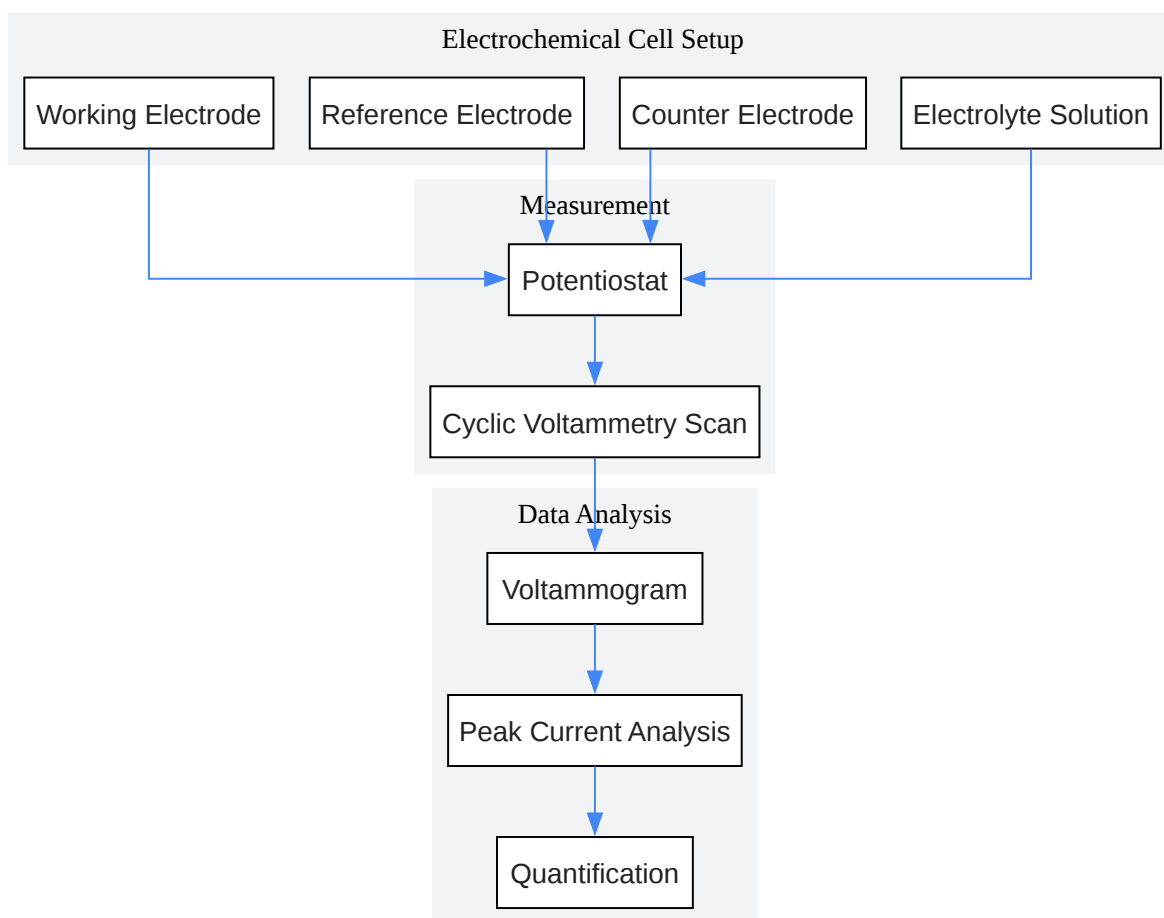 Electrochemical Cell Setup
Working Electrode
Reference Electrode
Counter Electrode
Electrolyte Solution
Measurement
Potentiostat
Cyclic Voltammetry Scan
Data Analysis
Voltammogram
Peak Current Analysis
Quantification